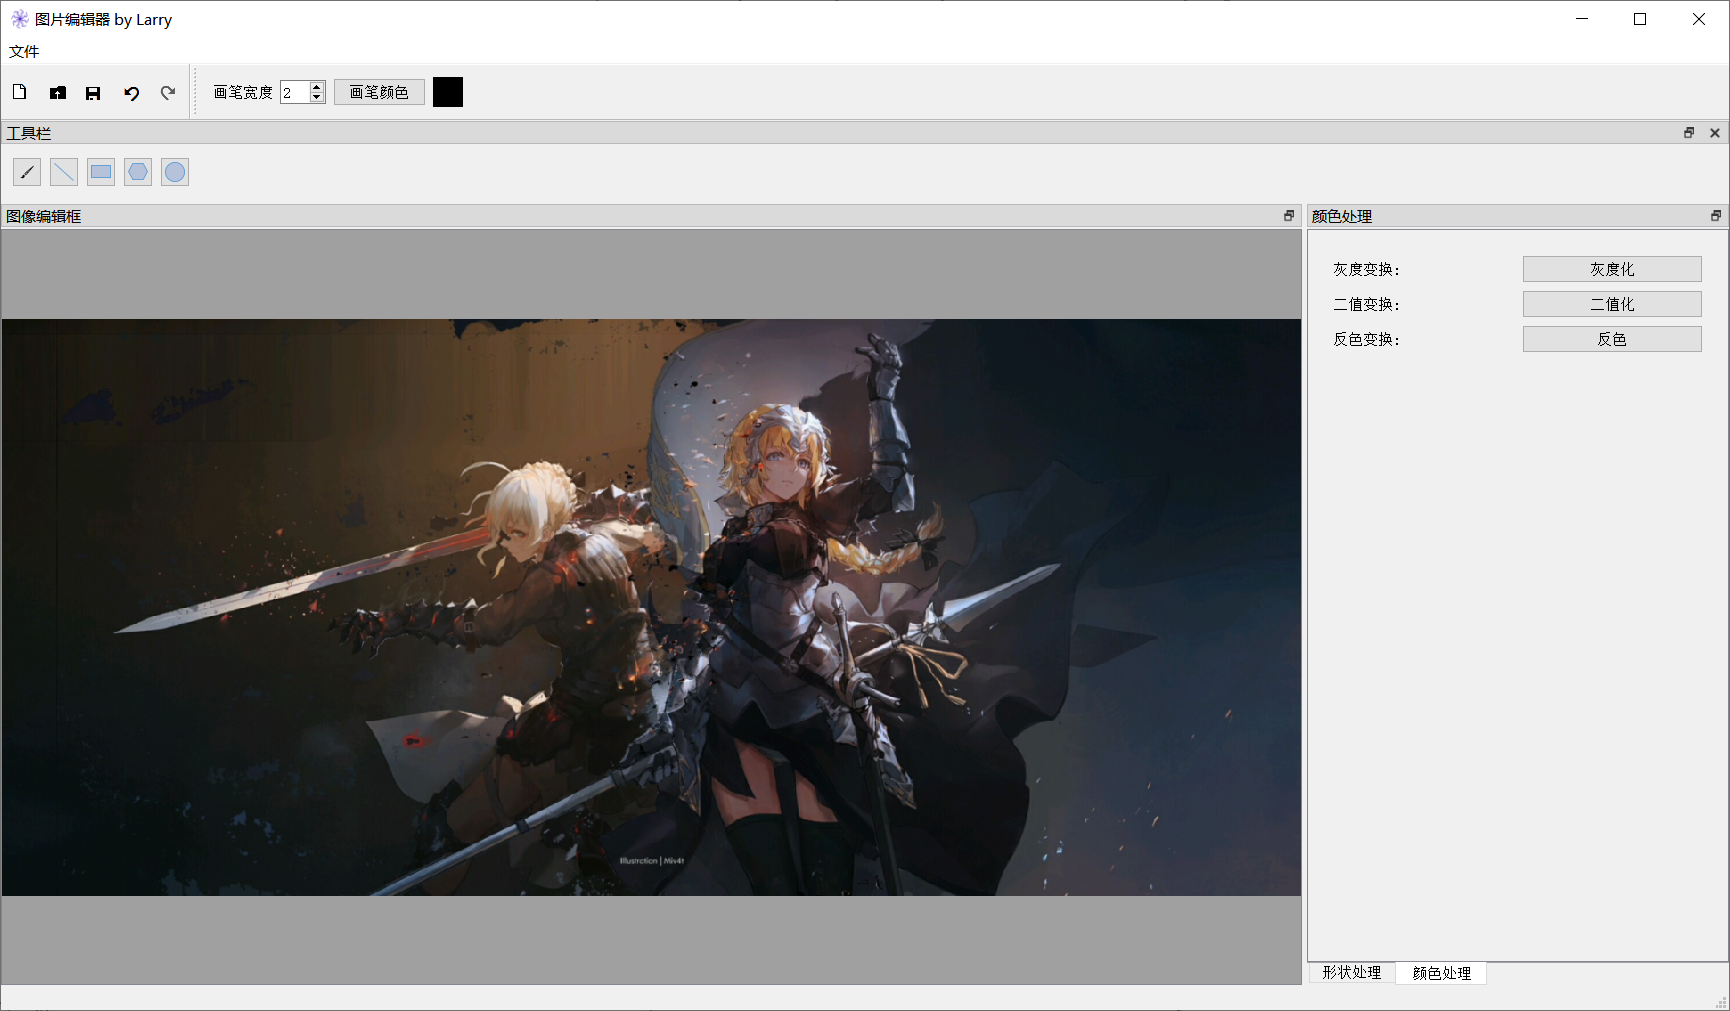 图片编辑器 by Larry
文件
画笔宽度 2 画笔颜色
工具栏
图像编辑框
颜色处理
灰度变换： 灰度化
二值变换： 二值化
反色变换： 反色
Illustration | Miv4t
形状处理 颜色处理